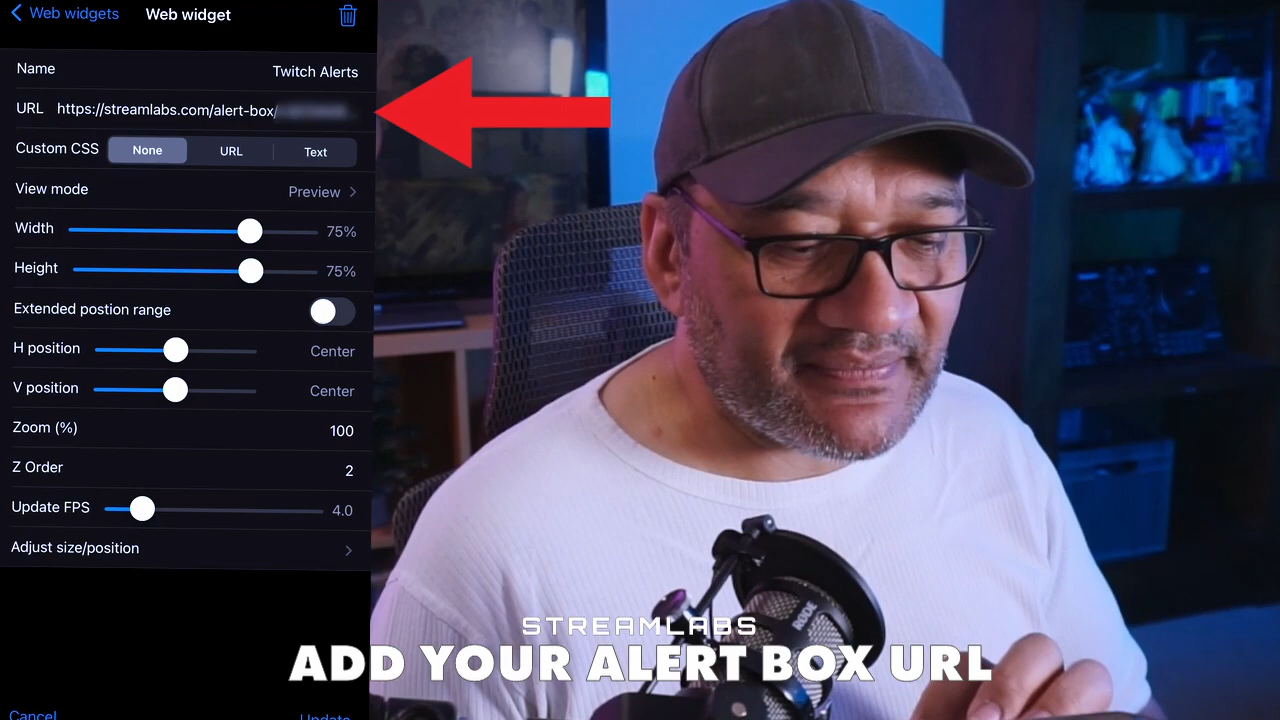 Web widgets Web widget
Name Twitch Alerts
URL https://streamlabs.com/alert-box/
Custom CSS None URL Text
View mode Preview
Width 75%
Height 75%
Extended postion range
H position Center
V position Center
Zoom (%) 100
Z Order 2
Update FPS 4.0
Adjust size/position
Cancel Update
RODE
STREAMLABS
ADD YOUR ALERT BOX URL